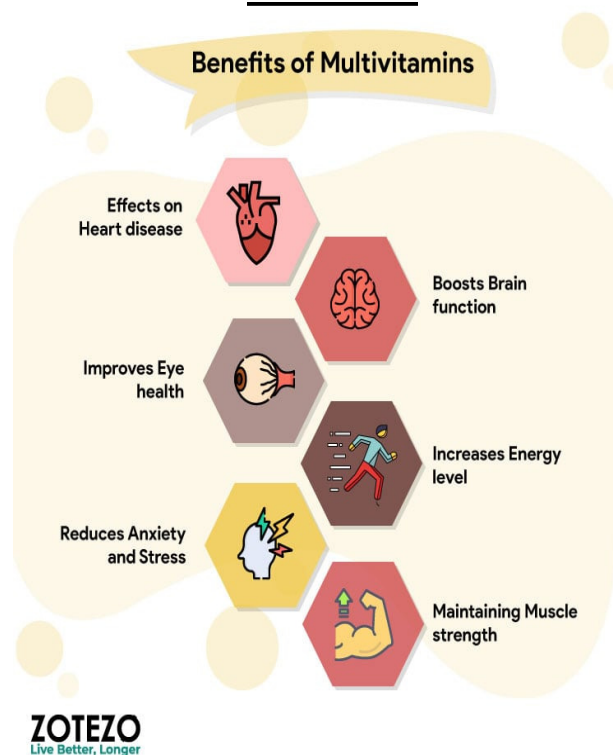 Benefits of Multivitamins
Effects on
Heart disease
Boosts Brain
function
Improves Eye
health
Increases Energy
level
Reduces Anxiety
and Stress
Maintaining Muscle
strength
ZOTEZO
Live Better, Longer